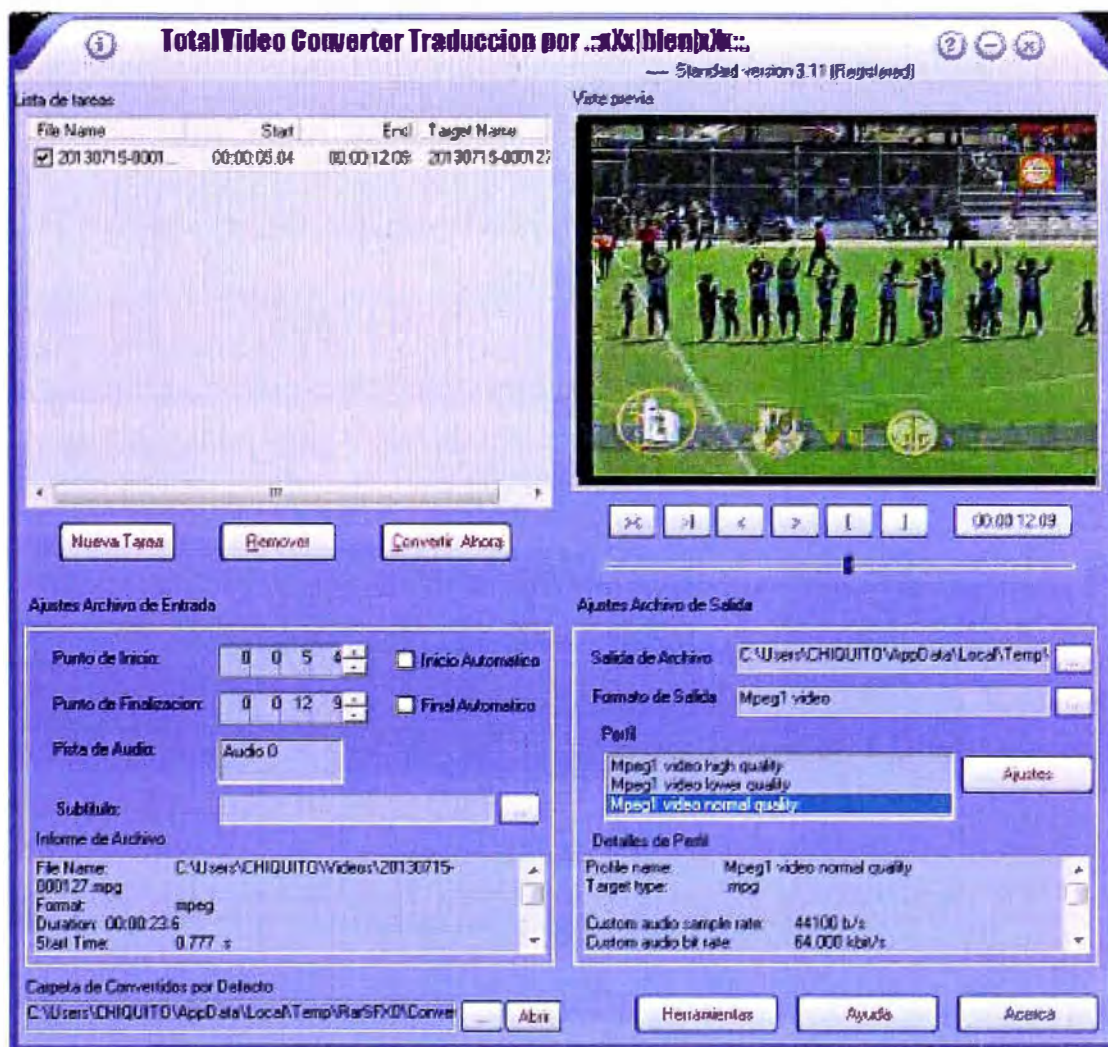 Total Video Converter Traduccion por .:xXx|blen|xXx:.
Standard version 3.11 (Registered)
Lista de tareas
File Name Start End Target Name
20130715-0001... 00:00:05.04 00:00:12.09 20130715-000127
Nueva Tarea Remover Convertir Ahora
Vista previa
00:00:12.09
Ajustes Archivo de Entrada
Punto de Inicio: 0 0 5 4 Inicio Automatico
Punto de Finalizacion: 0 0 12 9 Final Automatico
Pista de Audio: Audio 0
Subtitulo: ...
Informe de Archivo
File Name: C:\Users\CHIQUITO\Videos\20130715-
000127.mpg
Format: mpeg
Duration: 00:00:23.6
Start Time: 0.777 s
Ajustes Archivo de Salida
Salida de Archivo C:\Users\CHIQUITO\AppData\Local\Temp\ ...
Formato de Salida Mpeg1 video ...
Perfil
Mpeg1 video high quality
Mpeg1 video lower quality
Mpeg1 video normal quality
Ajustes
Detalles de Perfil
Profile name: Mpeg1 video normal quality
Target type: mpg
Custom audio sample rate: 44100 b/s
Custom audio bit rate: 64.000 kbit/s
Carpeta de Convertidos por Defecto
C:\Users\CHIQUITO\AppData\Local\Temp\RarSFX0\Conver ... Abrir
Herramientas Ayuda Acerca